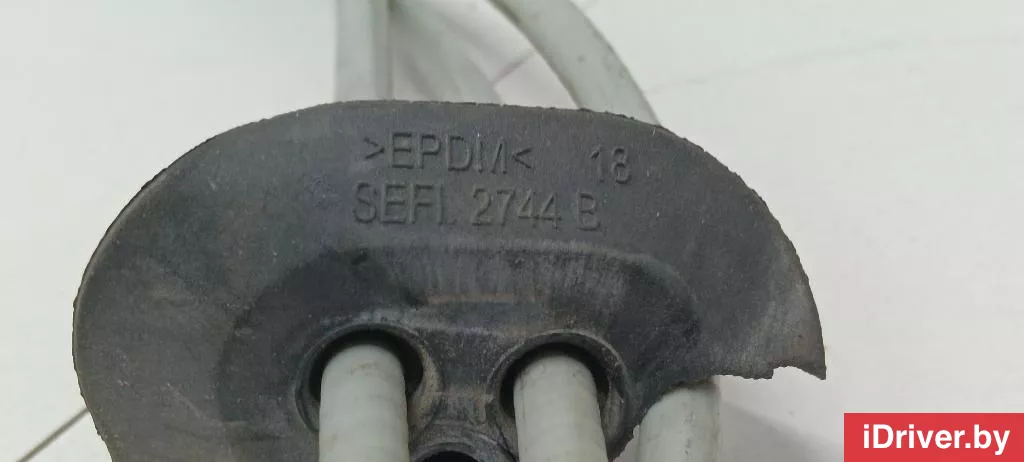 >EPDM< 18
SEFI. 2744 B
iDriver.by